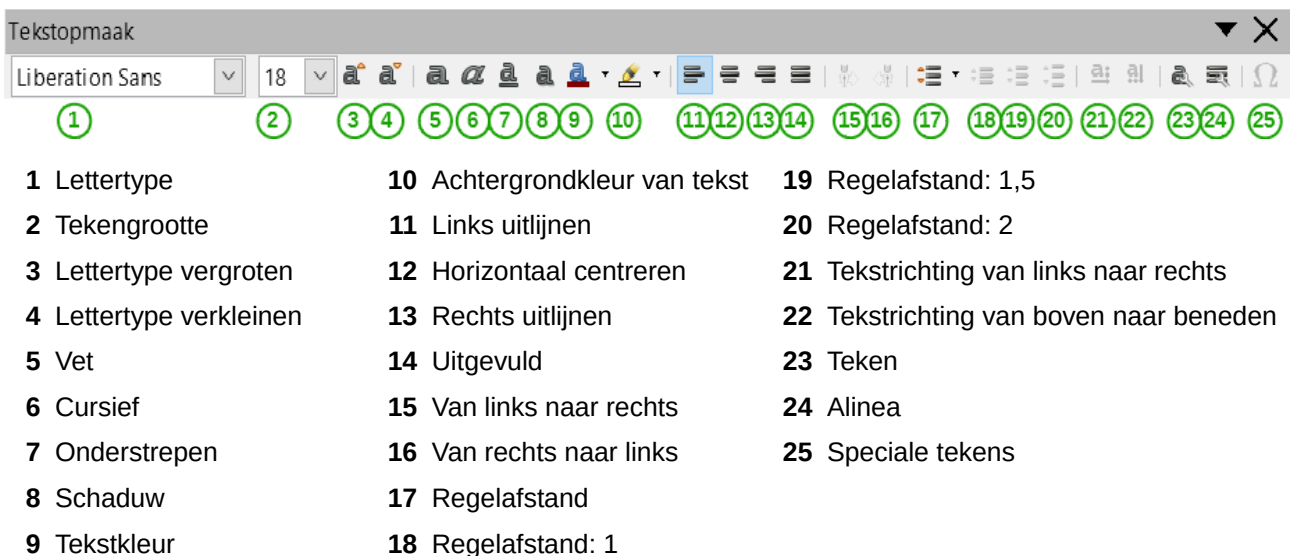 Tekstopmaak
Liberation Sans 18
1 2 3 4 5 6 7 8 9 10 11 12 13 14 15 16 17 18 19 20 21 22 23 24 25
1 Lettertype
2 Tekengrootte
3 Lettertype vergroten
4 Lettertype verkleinen
5 Vet
6 Cursief
7 Onderstrepen
8 Schaduw
9 Tekstkleur
10 Achtergrondkleur van tekst
11 Links uitlijnen
12 Horizontaal centreren
13 Rechts uitlijnen
14 Uitgevuld
15 Van links naar rechts
16 Van rechts naar links
17 Regelafstand
18 Regelafstand: 1
19 Regelafstand: 1,5
20 Regelafstand: 2
21 Tekstrichting van links naar rechts
22 Tekstrichting van boven naar beneden
23 Teken
24 Alinea
25 Speciale tekens